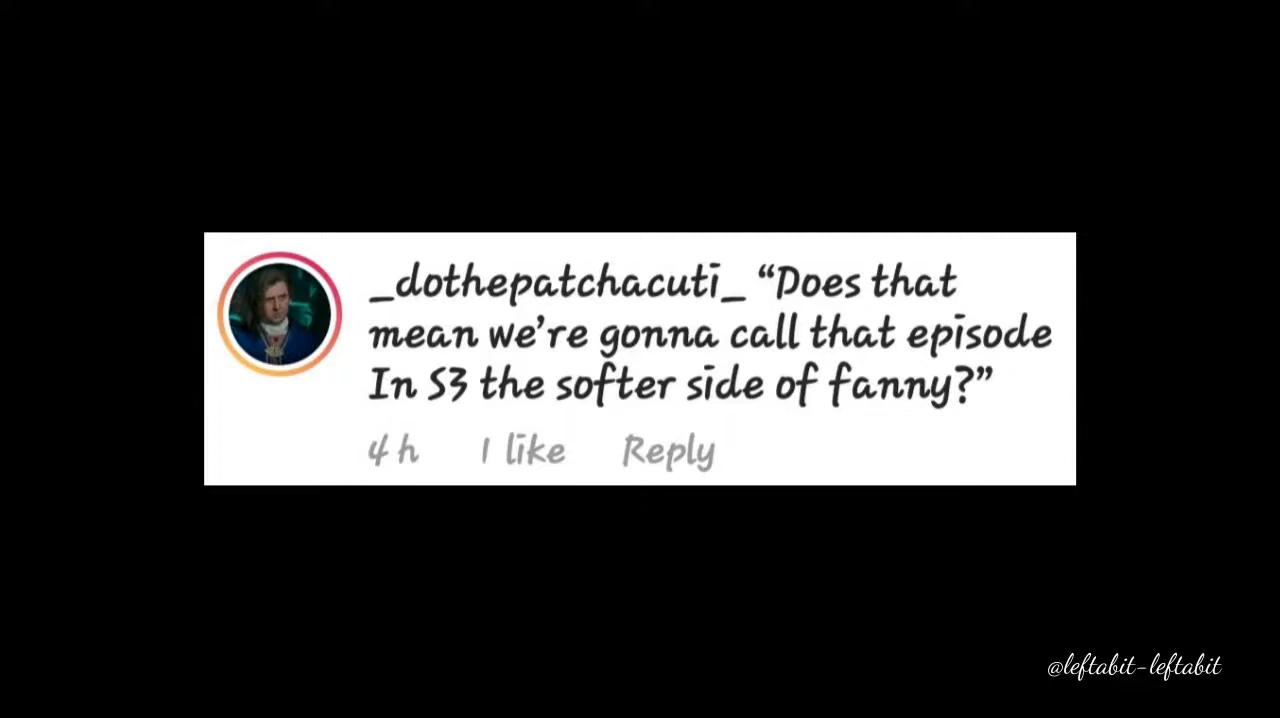 _dothepatchacuti_ “Does that
mean we’re gonna call that episode
In S3 the softer side of fanny?”
4 h 1 like Reply
@leftabit-leftabit